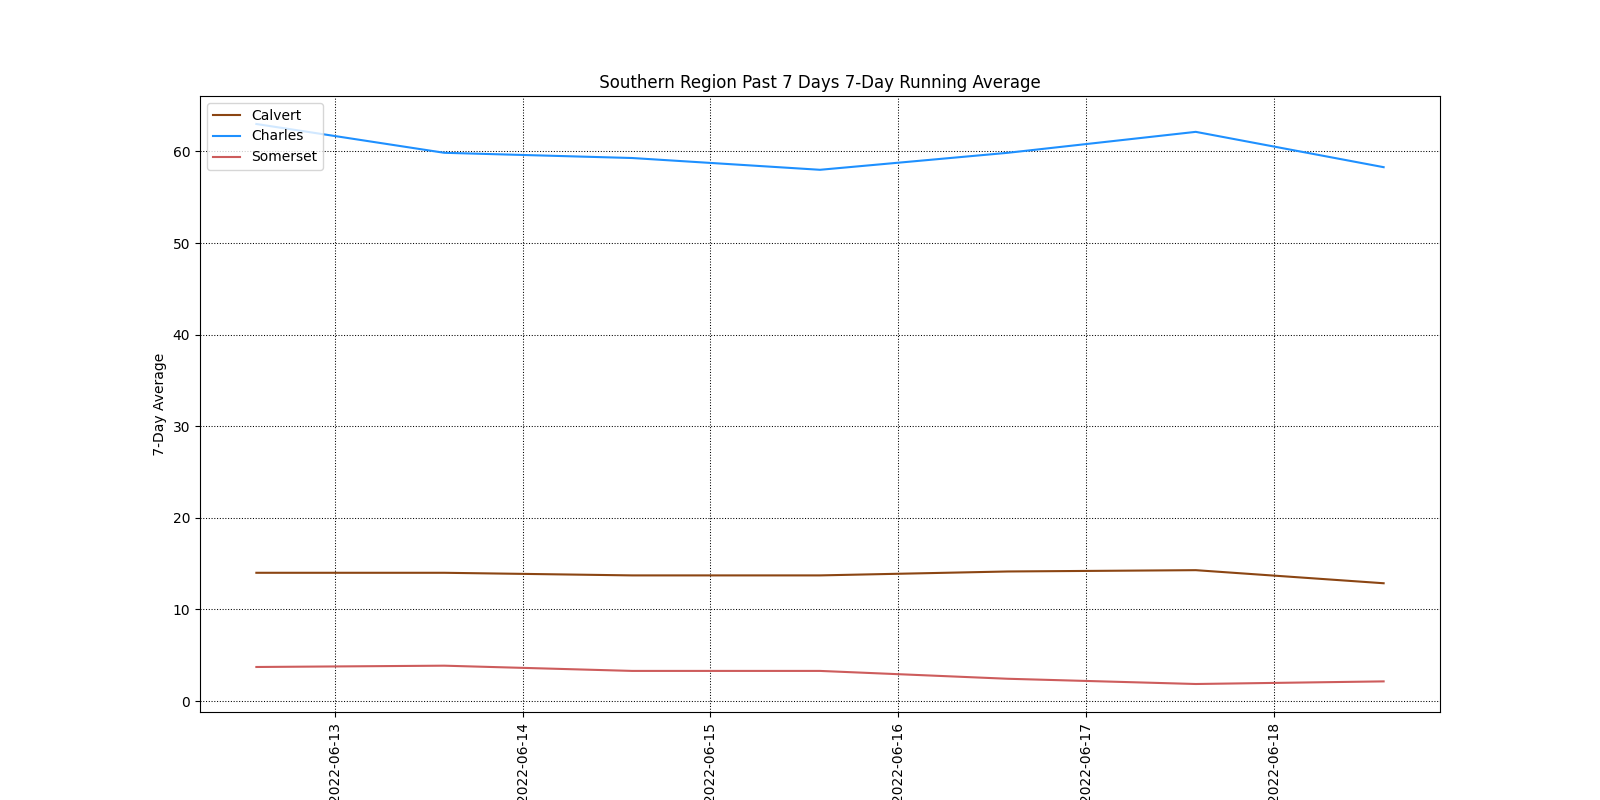 Southern Region Past 7 Days 7-Day Running Average
Calvert
Charles
Somerset
7-Day Average
60
50
40
30
20
10
0
2022-06-13
2022-06-14
2022-06-15
2022-06-16
2022-06-17
2022-06-18